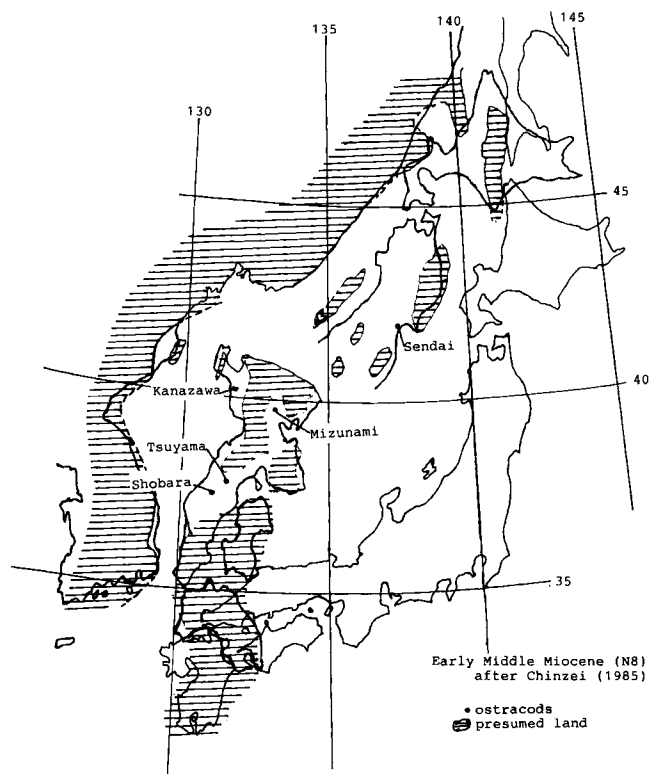 145
140
135
130
45
Sendai
40
Kanazawa
Mizunami
Tsuyama
Shobara
35
Early Middle Miocene (N8)
after Chinzei (1985)
ostracods
presumed land